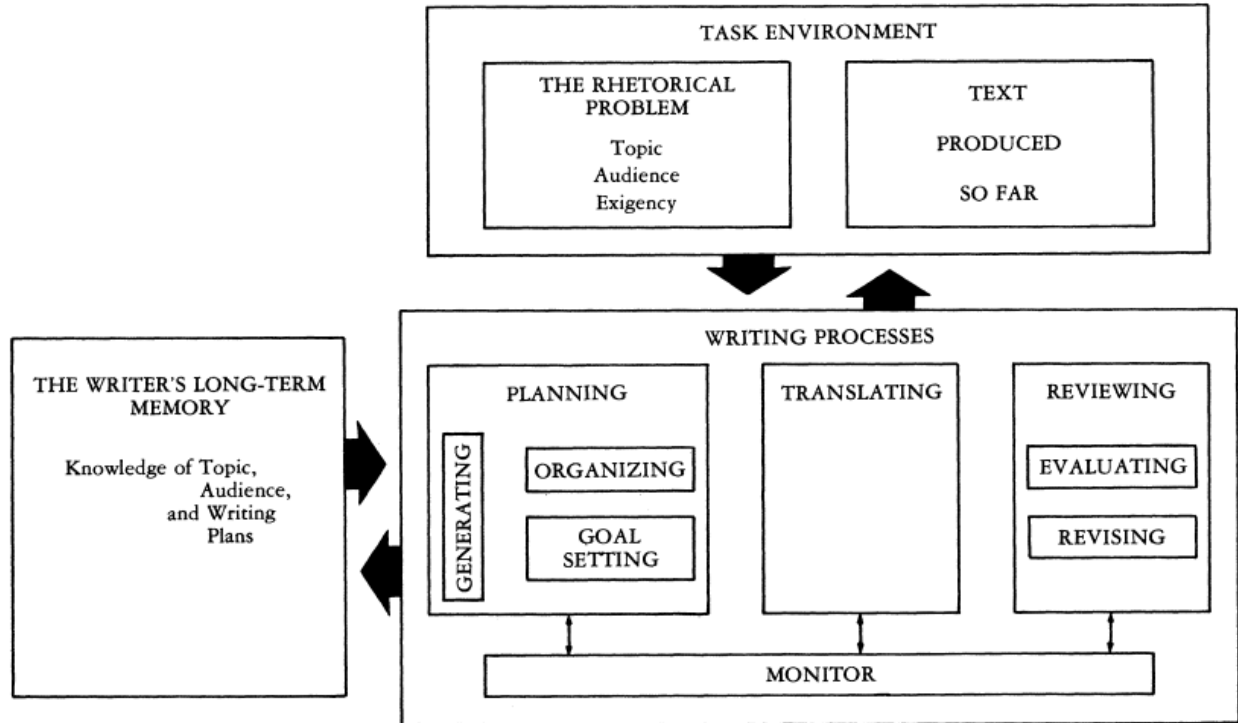 TASK ENVIRONMENT
THE RHETORICAL
PROBLEM
Topic
Audience
Exigency
TEXT
PRODUCED
SO FAR
THE WRITER'S LONG-TERM
MEMORY
Knowledge of Topic,
Audience,
and Writing
Plans
WRITING PROCESSES
PLANNING
GENERATING
ORGANIZING
GOAL
SETTING
TRANSLATING
REVIEWING
EVALUATING
REVISING
MONITOR